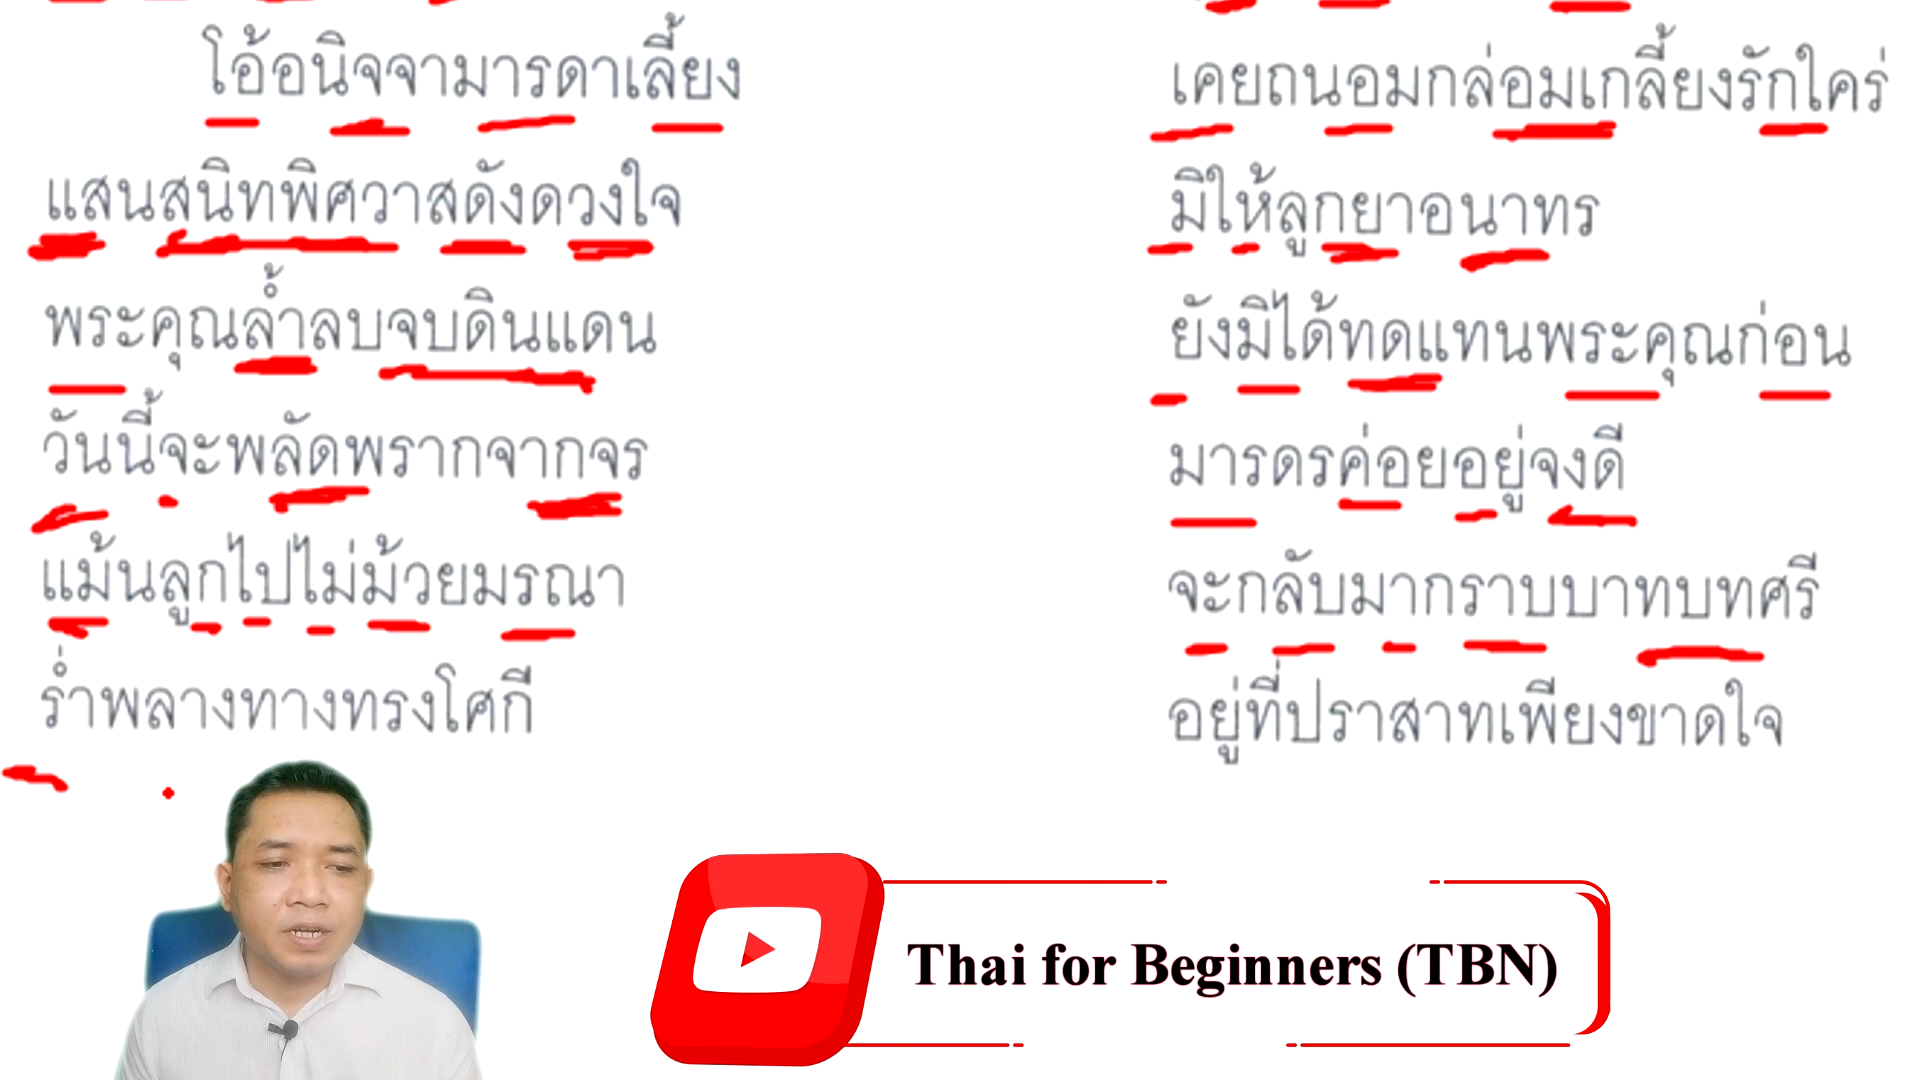 โอ้อนิจจามารดาเลี้ยง
เคยถนอมกล่อมเกลี้ยงรักใคร่
แสนสนิทพิศวาสดังดวงใจ
มิให้ลูกยาอนาทร
พระคุณล้ำลบจบดินแดน
ยังมิได้ทดแทนพระคุณก่อน
วันนี้จะพลัดพรากจากจร
มารดรค่อยอยู่จงดี
แม้นลูกไปไม่ม้วยมรณา
จะกลับมากราบบาทบทศรี
ร่ำพลางทางทรงโศกี
อยู่ที่ปราสาทเพียงขาดใจ
Thai for Beginners (TBN)